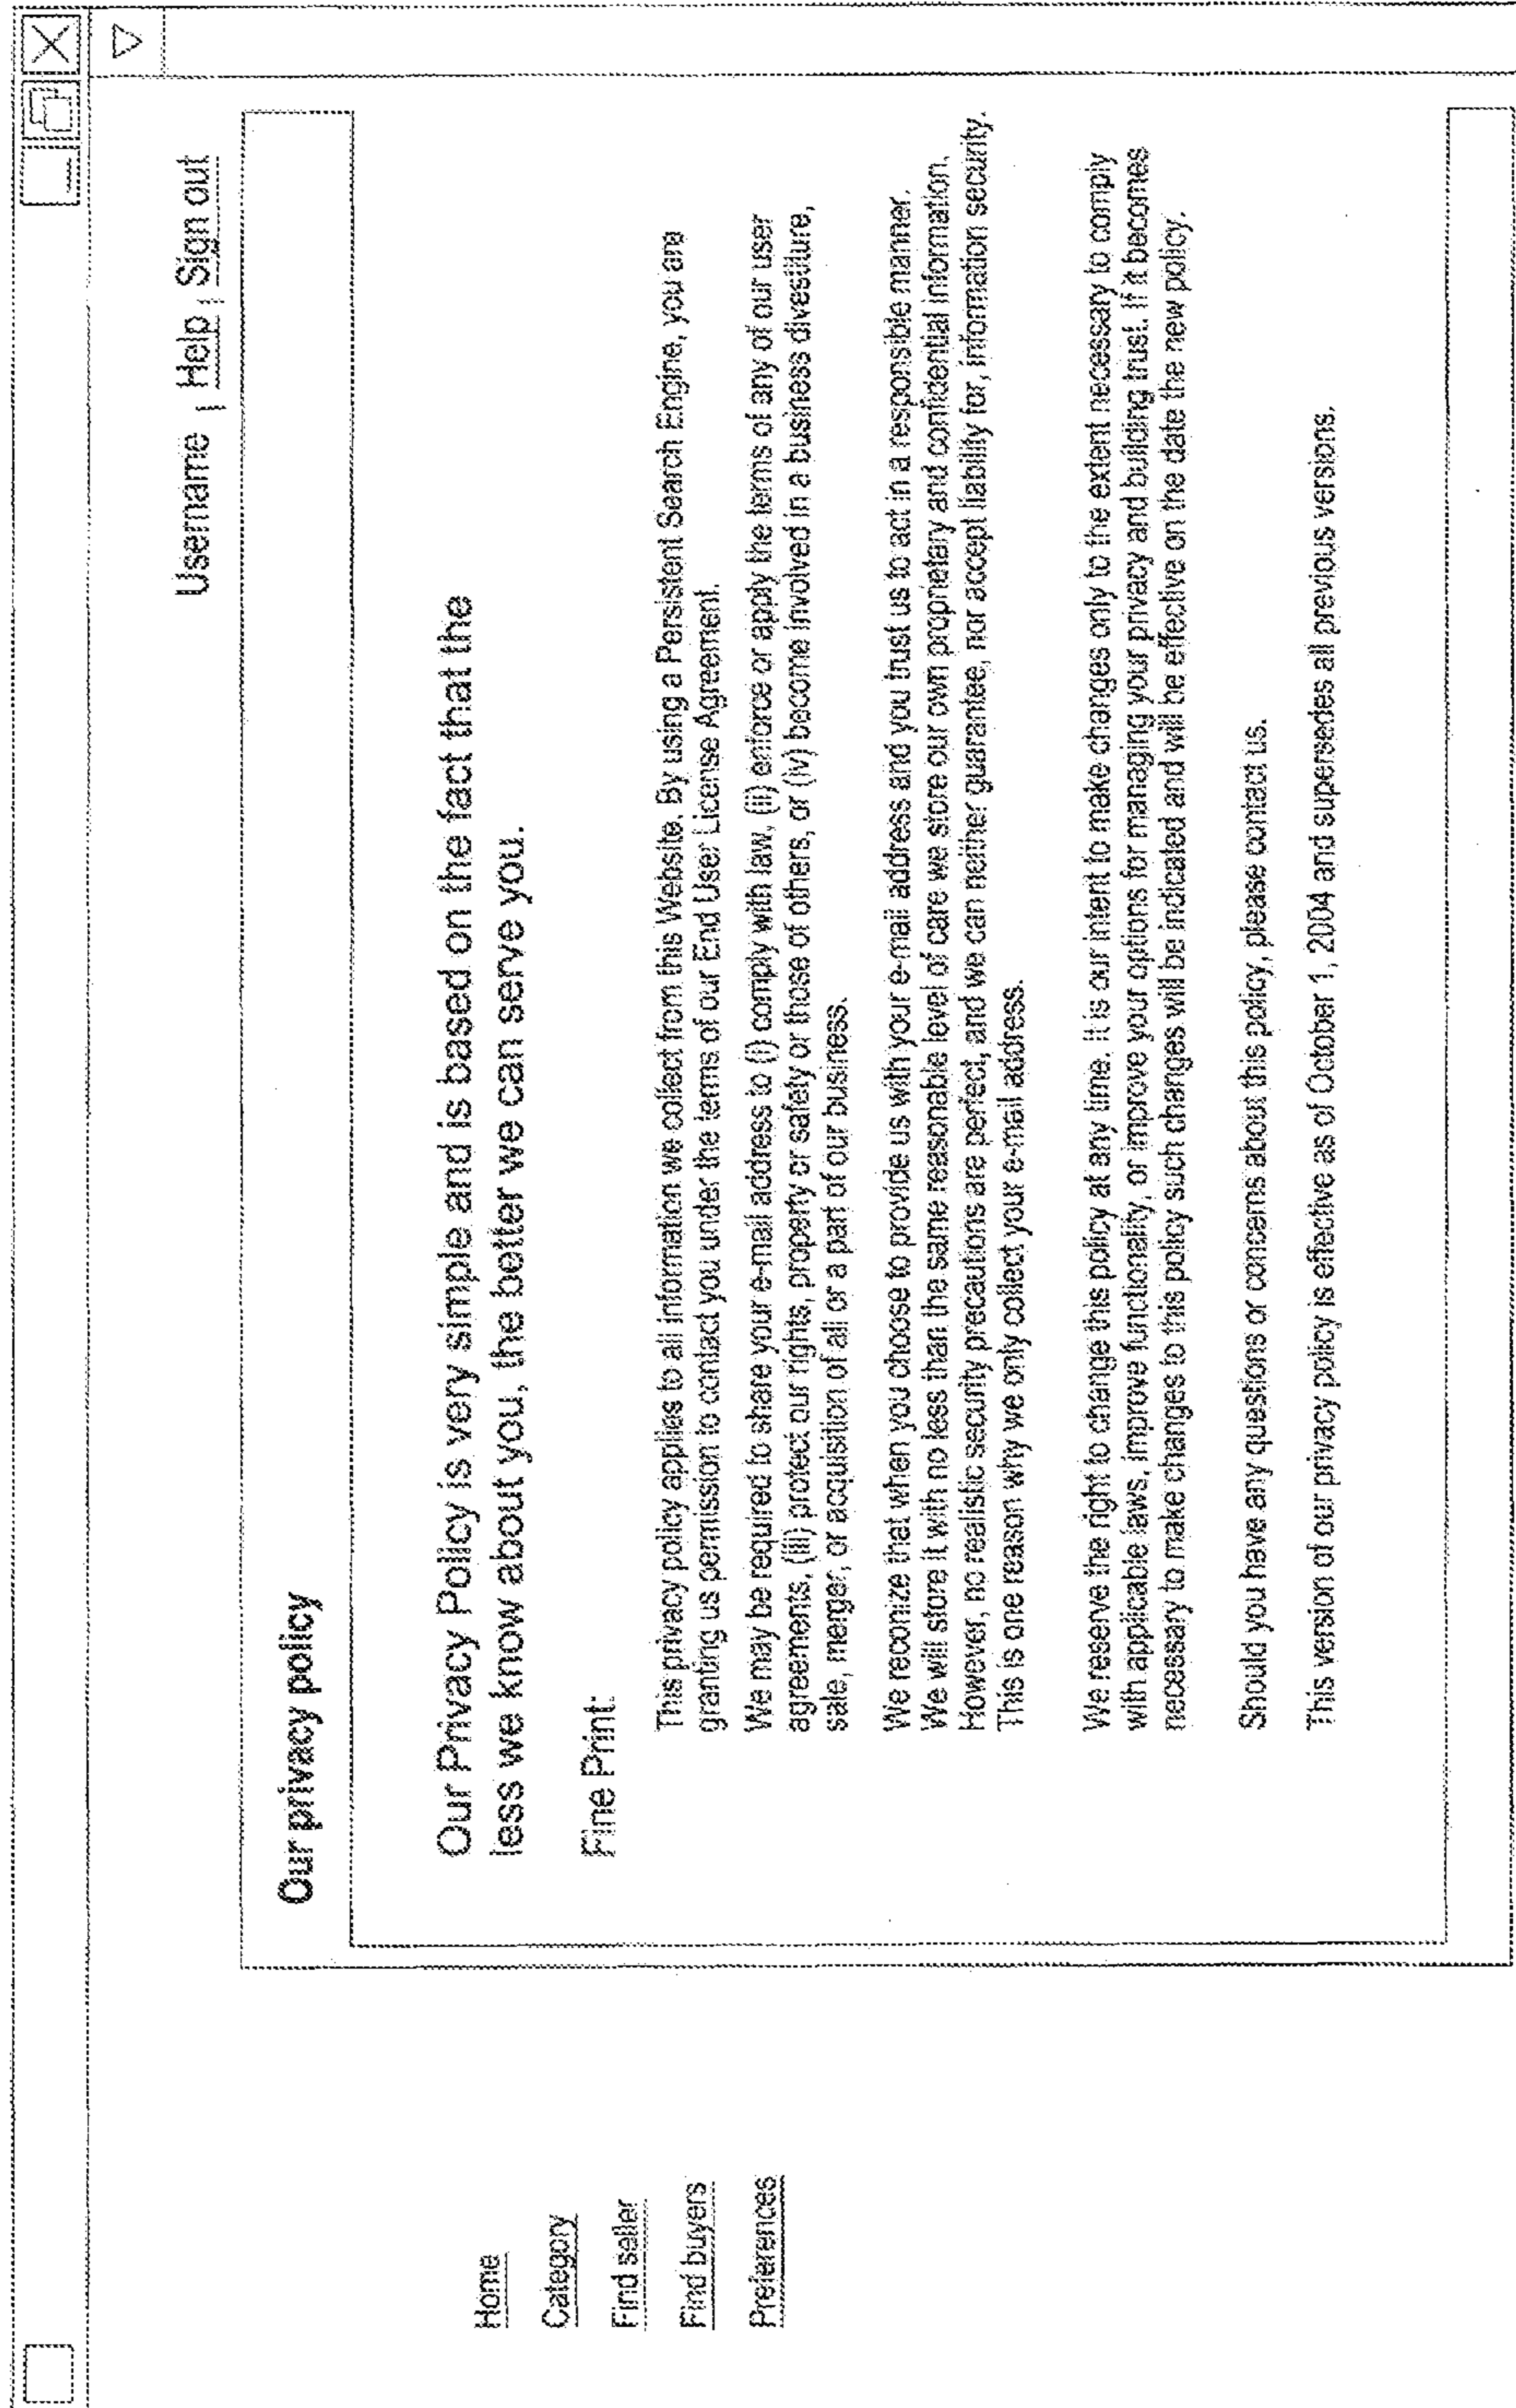 Username | Help | Sign out
Our privacy policy
Home
Category
Find seller
Find buyers
Preferences
Our Privacy Policy is very simple and is based on the fact that the
less we know about you, the better we can serve you.
Fine Print:
This privacy policy applies to all information we collect from this Website. By using a Persistent Search Engine, you are
granting us permission to contact you under the terms of our End User License Agreement.
We may be required to share your e-mail address to (i) comply with law, (ii) enforce or apply the terms of any of our user
agreements, (iii) protect our rights, property or safety or those of others, or (iv) become involved in a business divestiture,
sale, merger, or acquisition of all or a part of our business.
We reconize that when you choose to provide us with your e-mail address and you trust us to act in a responsible manner.
We will store it with no less than the same reasonable level of care we store our own proprietary and confidential information.
However, no realistic security precautions are perfect, and we can neither guarantee, nor accept liability for, information security.
This is one reason why we only collect your e-mail address.
We reserve the right to change this policy at any time. It is our intent to make changes only to the extent necessary to comply
with applicable laws, improve functionality, or improve your options for managing your privacy and building trust. If it becomes
necessary to make changes to this policy such changes will be indicated and will be effective on the date the new policy.
Should you have any questions or concerns about this policy, please contact us.
This version of our privacy policy is effective as of October 1, 2004 and supersedes all previous versions.